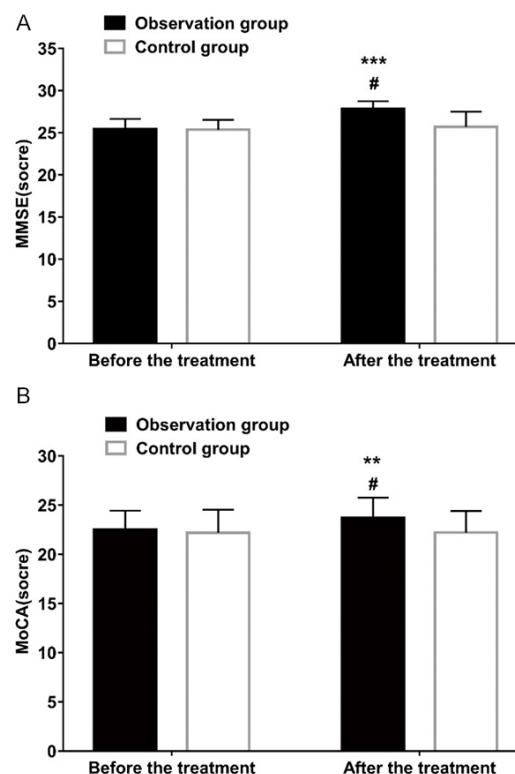 A
Observation group
Control group
***
#
35
30
25
20
15
10
5
0
MMSE(socre)
Before the treatment After the treatment
B
Observation group
Control group
**
#
30
25
20
15
10
5
0
MoCA(socre)
Before the treatment After the treatment